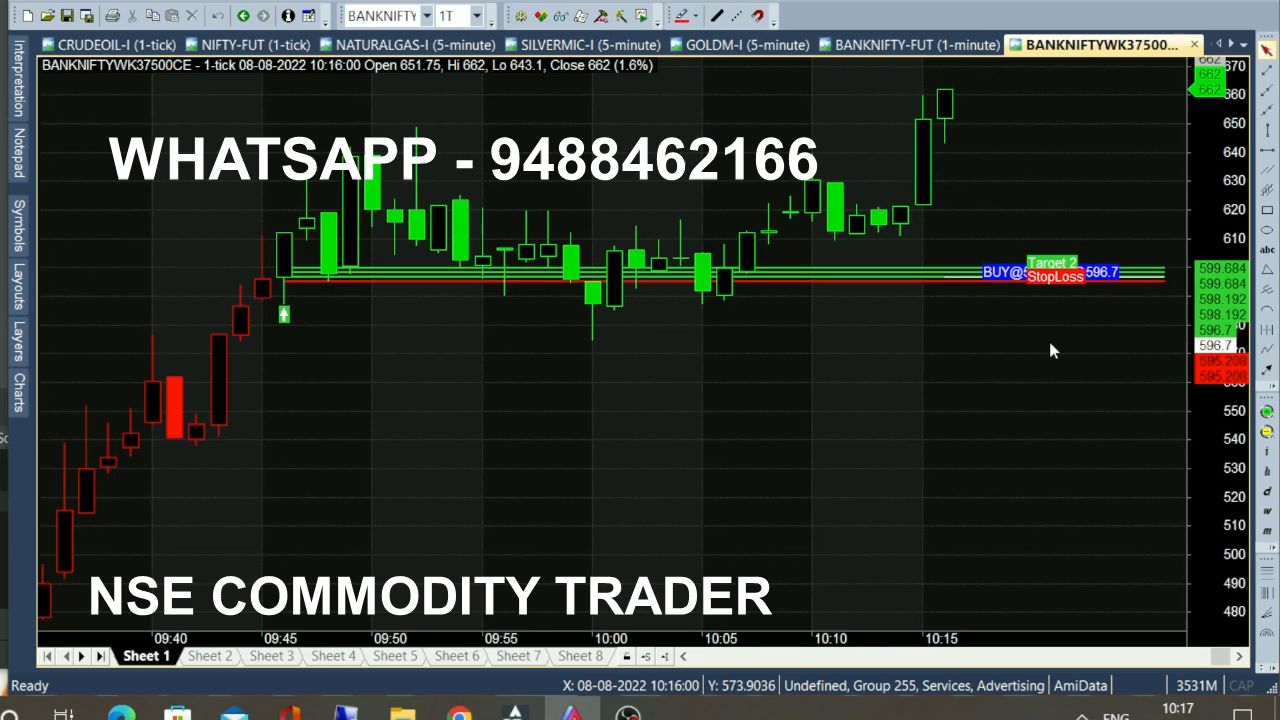 BANKNIFTY
1T
CRUDEOIL-I (1-tick)
NIFTY-FUT (1-tick)
NATURALGAS-I (5-minute)
SILVERMIC-I (5-minute)
GOLDM-I (5-minute)
BANKNIFTY-FUT (1-minute)
BANKNIFTYWK37500...
BANKNIFTYWK37500CE - 1-tick 08-08-2022 10:16:00 Open 651.75, Hi 662, Lo 643.1, Close 662 (1.6%)
Interpretation
Notepad
Symbols
Layouts
Layers
Charts
WHATSAPP - 9488462166
662
670
662
662
660
650
640
630
620
610
Target 2
BUY@5
596.7
StopLoss
599.684
599.684
598.192
598.192
596.7
596.7
595.208
595.208
550
540
530
520
510
500
490
480
abc
i
h
d
w
m
NSE COMMODITY TRADER
09:40
09:45
09:50
09:55
10:00
10:05
10:10
10:15
Sheet 1
Sheet 2
Sheet 3
Sheet 4
Sheet 5
Sheet 6
Sheet 7
Sheet 8
Ready
X: 08-08-2022 10:16:00
Y: 573.9036
Undefined, Group 255, Services, Advertising
AmiData
3531M
CAP
ENG
10:17